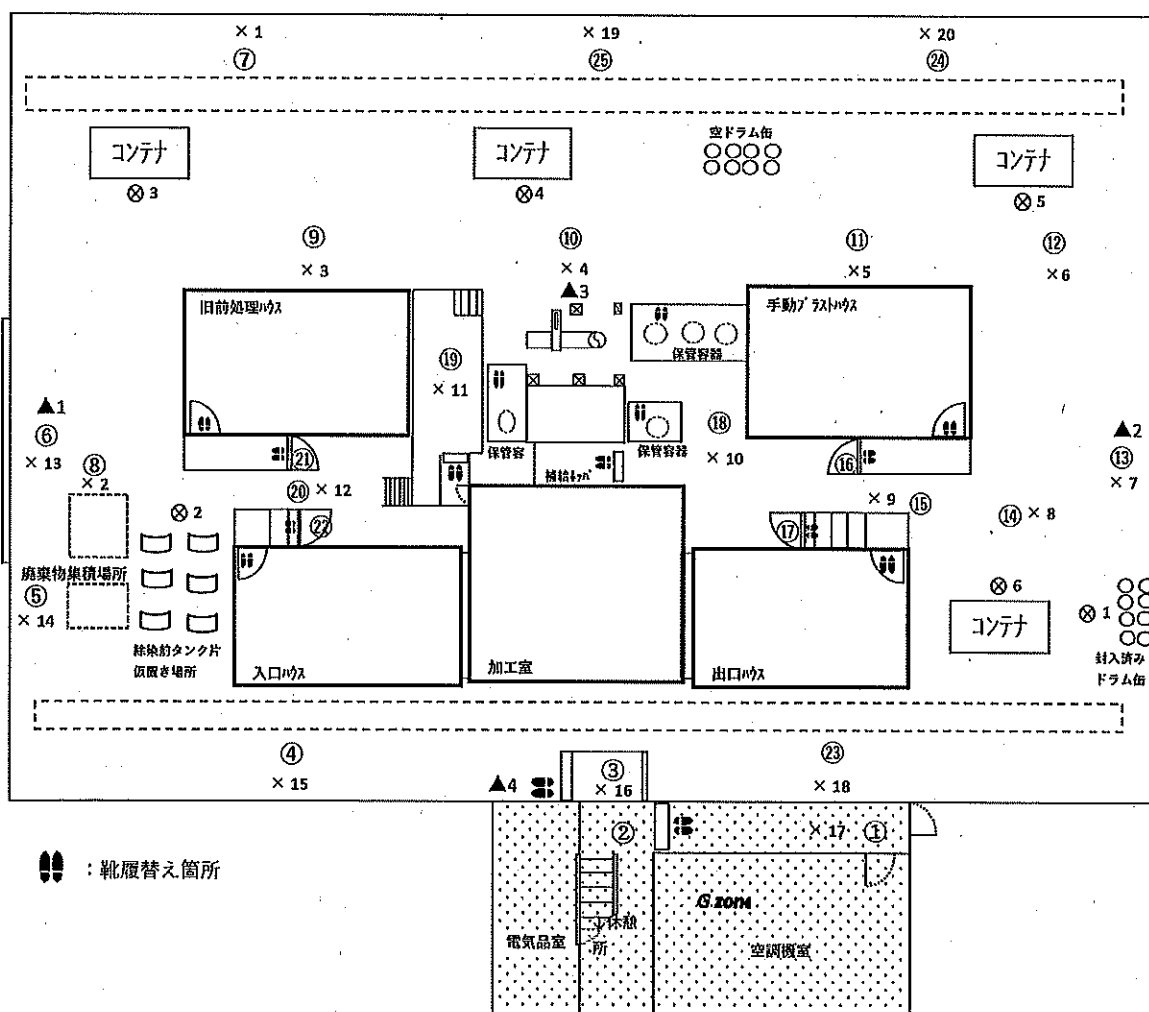 × 1 × 19 × 20
⑦ ㉕ ㉔
コンテナ コンテナ 空ドラム缶 コンテナ
⊗ 3 ⊗ 4 ⊗ 5
⑨ ⑩ ⑪ ⑫
× 3 × 4 × 5 × 6
▲3
旧前処理ハウス 手動ブラストハウス
保管容器
⑲
× 11
▲1 ▲2
⑥ ⑱ ⑬
× 13 保管容 保管容器 × 10 × 7
⑧ ㉑ ⑯
× 2 補給キャパ
⑳ × 12 × 9 ⑮
⊗ 2 ⑭ × 8
㉒ ⑰
廃棄物集積場所
⑤ ⊗ 6
× 14 ⊗ 1
コンテナ
除染前タンク片
仮置き場所
封入済み
ドラム缶
入口ハウス 加工室 出口ハウス
④ ③ ㉓
× 15 ▲4 × 16 × 18
② × 17 ①
：靴履替え箇所
G zone
休憩
所
電気品室 空調機室